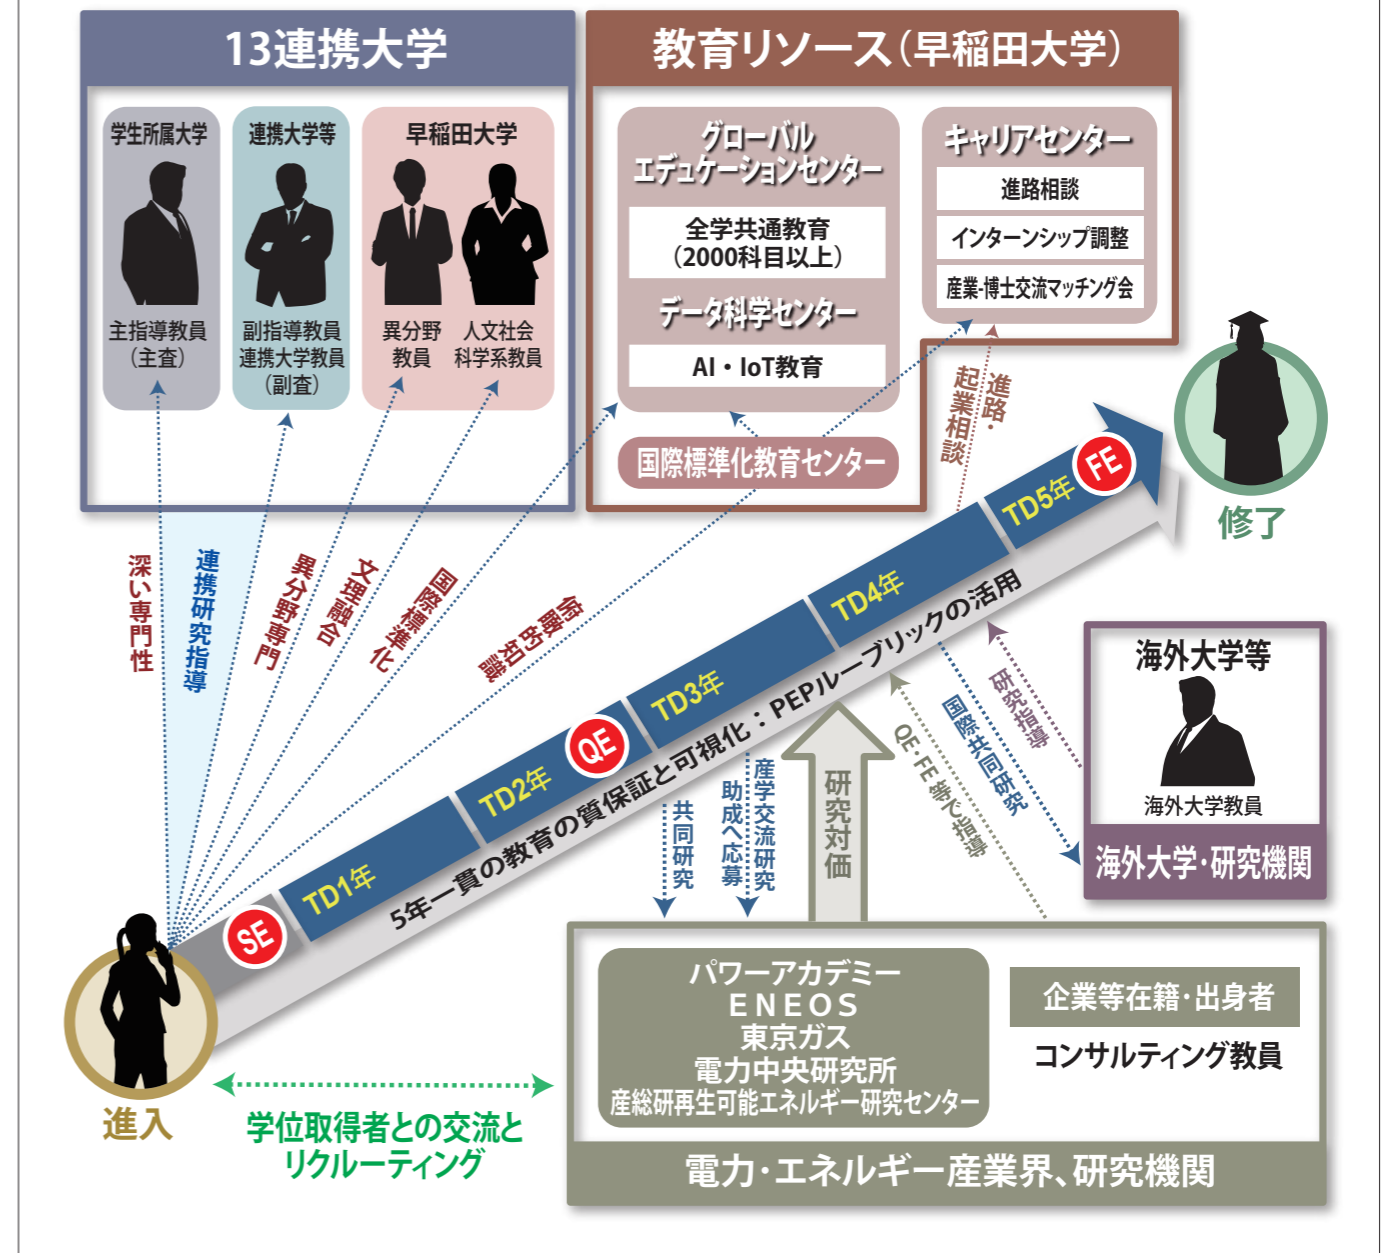 13連携大学
学生所属大学
主指導教員
（主査）
連携大学等
副指導教員
連携大学教員
（副査）
早稲田大学
異分野
教員
人文社会
科学系教員
教育リソース（早稲田大学）
グローバル
エデュケーションセンター
全学共通教育
（2000科目以上）
データ科学センター
AI・IoT教育
国際標準化教育センター
キャリアセンター
進路相談
インターンシップ調整
産業-博士交流マッチング会
進路・
起業相談
修了
深い専門性
連携研究指導
異分野専門
文理融合
国際標準化
俯瞰的知識
SE
TD1年
TD2年
QE
TD3年
TD4年
TD5年
FE
5年一貫の教育の質保証と可視化：PEPルーブリックの活用
海外大学等
海外大学教員
海外大学・研究機関
研究指導
国際共同研究
QE・FE等で指導
研究対価
産学交流研究
助成へ応募
共同研究
進入
学位取得者との交流と
リクルーティング
パワーアカデミー
ENEOS
東京ガス
電力中央研究所
産総研再生可能エネルギー研究センター
企業等在籍・出身者
コンサルティング教員
電力・エネルギー産業界、研究機関